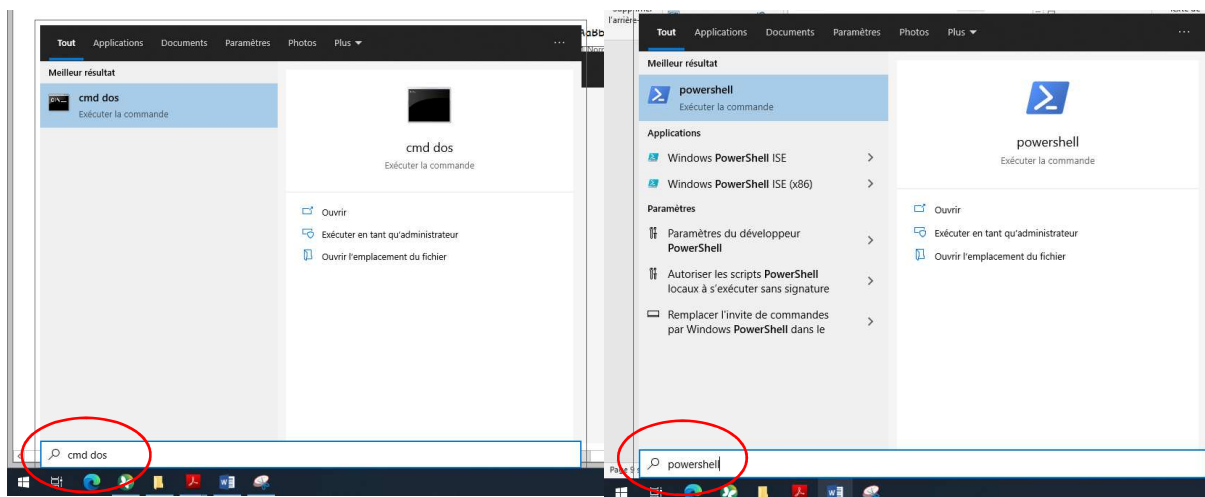 Tout Applications Documents Paramètres Photos Plus
Meilleur résultat
cmd dos
Exécuter la commande
cmd dos
Exécuter la commande
Ouvrir
Exécuter en tant qu'administrateur
Ouvrir l'emplacement du fichier
cmd dos
l'arrière
Tout Applications Documents Paramètres Photos Plus
Meilleur résultat
powershell
Exécuter la commande
Applications
Windows PowerShell ISE
Windows PowerShell ISE (x86)
Paramètres
Paramètres du développeur
PowerShell
Autoriser les scripts PowerShell
locaux à s'exécuter sans signature
Remplacer l'invite de commandes
par Windows PowerShell dans le
powershell
Exécuter la commande
Ouvrir
Exécuter en tant qu'administrateur
Ouvrir l'emplacement du fichier
Page 9
powershell